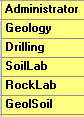 Administrator
Geology
Drilling
SoilLab
RockLab
GeolSoil